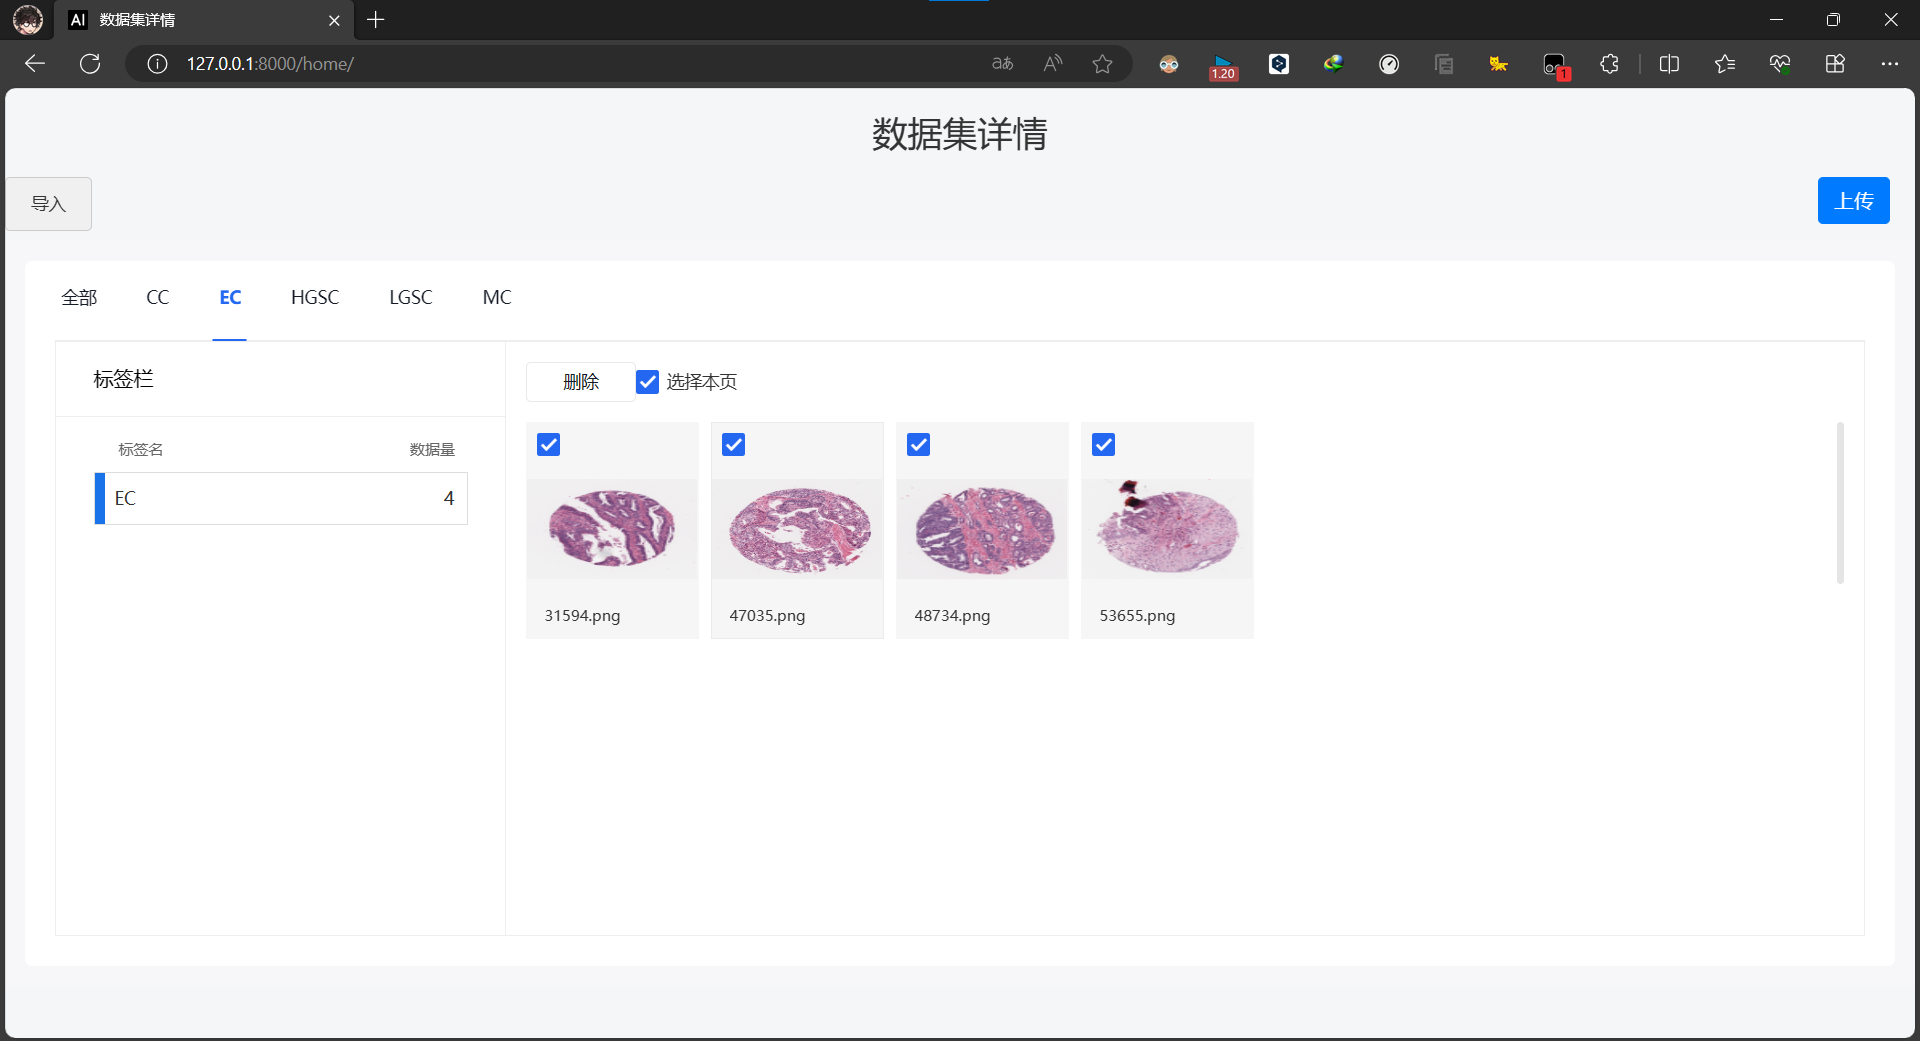 AI 数据集详情
127.0.0.1:8000/home/
aあ A
1.20
1
数据集详情
导入
上传
全部 CC EC HGSC LGSC MC
标签栏
删除 选择本页
标签名 数据量
EC 4
31594.png 47035.png 48734.png 53655.png